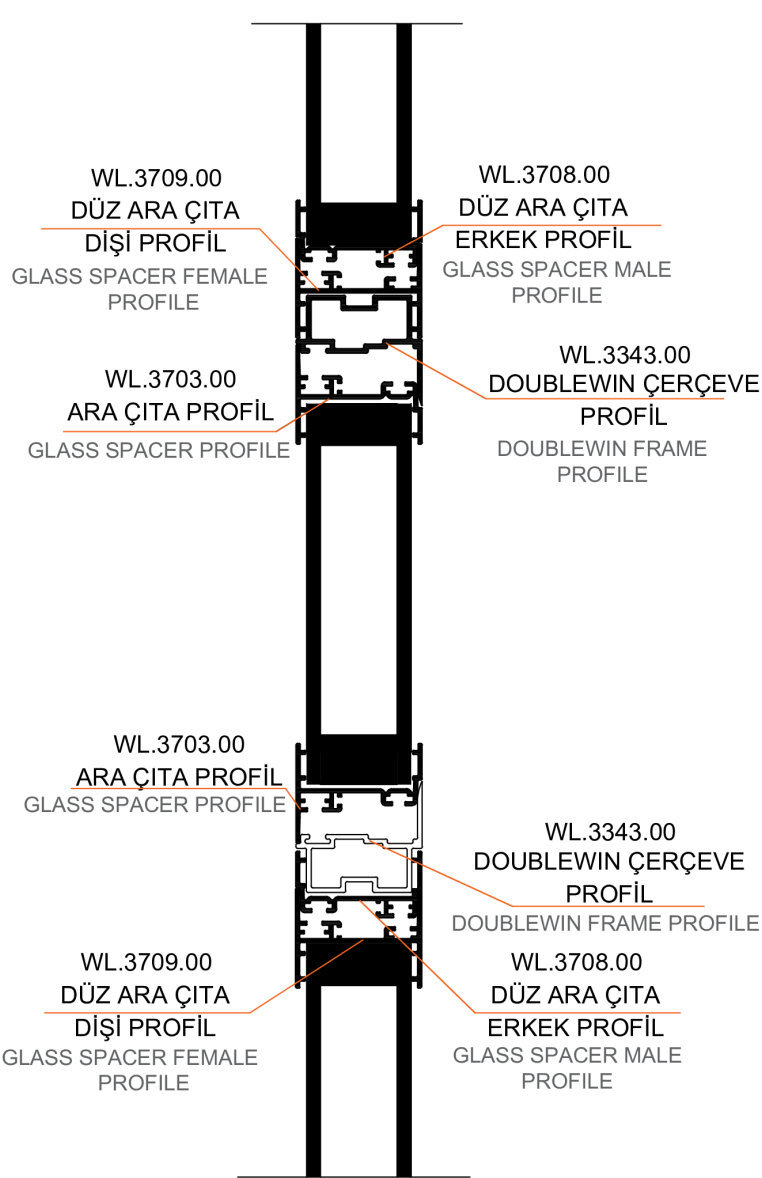 WL.3709.00
DÜZ ARA ÇITA
DİŞİ PROFİL
GLASS SPACER FEMALE
PROFILE
WL.3708.00
DÜZ ARA ÇITA
ERKEK PROFİL
GLASS SPACER MALE
PROFILE
WL.3703.00
ARA ÇITA PROFİL
GLASS SPACER PROFILE
WL.3343.00
DOUBLEWIN ÇERÇEVE
PROFİL
DOUBLEWIN FRAME
PROFILE
WL.3703.00
ARA ÇITA PROFİL
GLASS SPACER PROFILE
WL.3343.00
DOUBLEWIN ÇERÇEVE
PROFİL
DOUBLEWIN FRAME PROFILE
WL.3709.00
DÜZ ARA ÇITA
DİŞİ PROFİL
GLASS SPACER FEMALE
PROFILE
WL.3708.00
DÜZ ARA ÇITA
ERKEK PROFİL
GLASS SPACER MALE
PROFILE